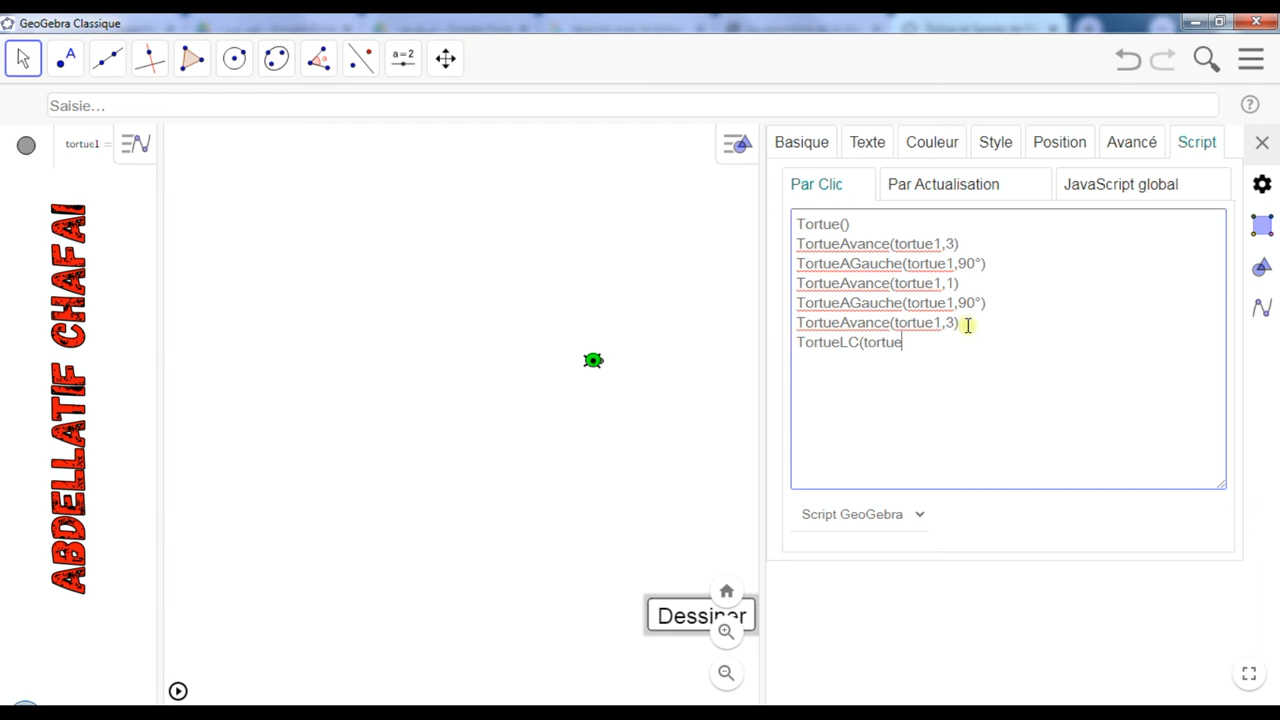 GeoGebra Classique
a=2
Saisie...
tortue1 =
ABDELLATIF CHAFAI
Basique Texte Couleur Style Position Avancé Script
Par Clic Par Actualisation JavaScript global
Tortue()
TortueAvance(tortue1,3)
TortueAGauche(tortue1,90°)
TortueAvance(tortue1,1)
TortueAGauche(tortue1,90°)
TortueAvance(tortue1,3)
TortueLC(tortue
Script GeoGebra
Dessiner